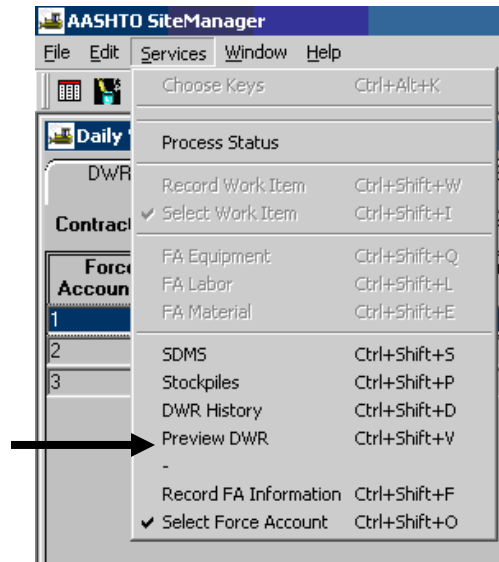 AASHTO SiteManager
File Edit Services Window Help
Choose Keys Ctrl+Alt+K
Daily
Process Status
DWR
Record Work Item Ctrl+Shift+W
Select Work Item Ctrl+Shift+I
FA Equipment Ctrl+Shift+Q
FA Labor Ctrl+Shift+L
FA Material Ctrl+Shift+E
1
2
3
SDMS Ctrl+Shift+S
Stockpiles Ctrl+Shift+P
DWR History Ctrl+Shift+D
Preview DWR Ctrl+Shift+V
-
Record FA Information Ctrl+Shift+F
Select Force Account Ctrl+Shift+O